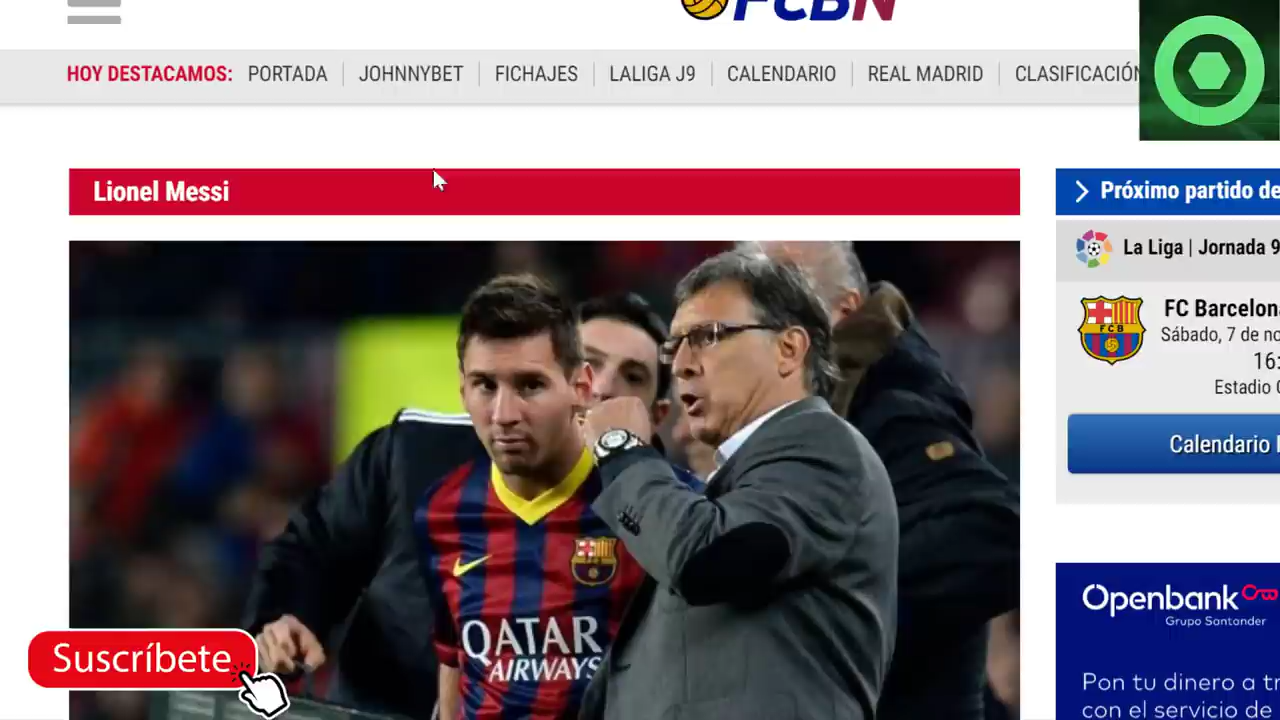 FCBN
HOY DESTACAMOS: PORTADA JOHNNYBET FICHAJES LALIGA J9 CALENDARIO REAL MADRID CLASIFICACIÓN
Lionel Messi
Próximo partido de
La Liga | Jornada 9
FCB
FC Barcelona
Sábado, 7 de no
16:
Estadio
Calendario
QATAR
AIRWAYS
Suscríbete
Openbank
Grupo Santander
Pon tu dinero a tr
con el servicio de